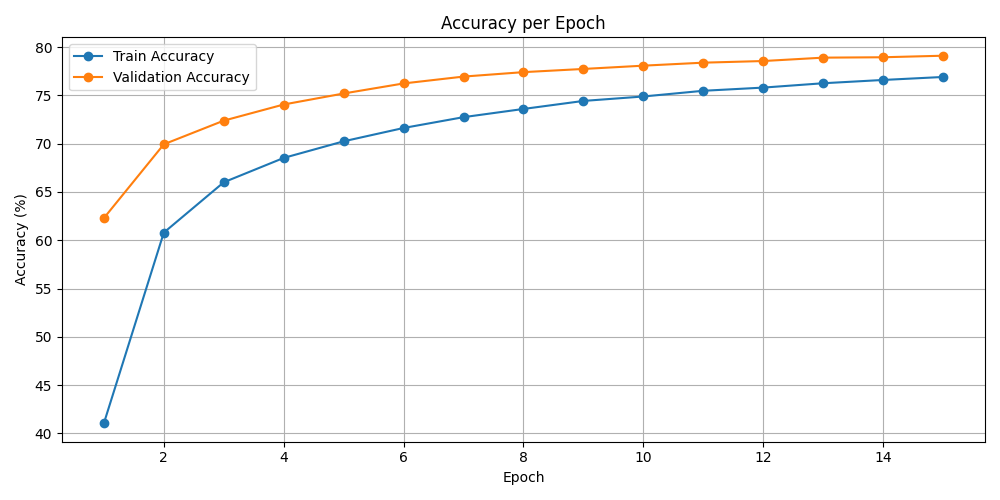 Accuracy per Epoch
Train Accuracy
Validation Accuracy
Accuracy (%)
80
75
70
65
60
55
50
45
40
2 4 6 8 10 12 14
Epoch